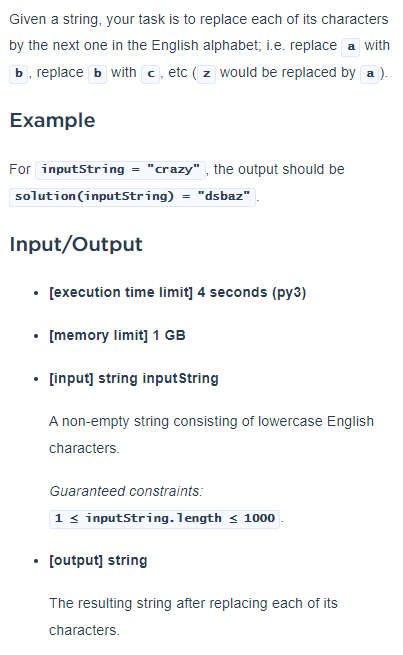 Given a string, your task is to replace each of its characters
by the next one in the English alphabet; i.e. replace a with
b , replace b with c , etc ( z would be replaced by a ).
Example
For inputString = "crazy" , the output should be
solution(inputString) = "dsbaz" .
Input/Output
• [execution time limit] 4 seconds (py3)
• [memory limit] 1 GB
• [input] string inputString
A non-empty string consisting of lowercase English
characters.
Guaranteed constraints:
1 ≤ inputString.length ≤ 1000 .
• [output] string
The resulting string after replacing each of its
characters.